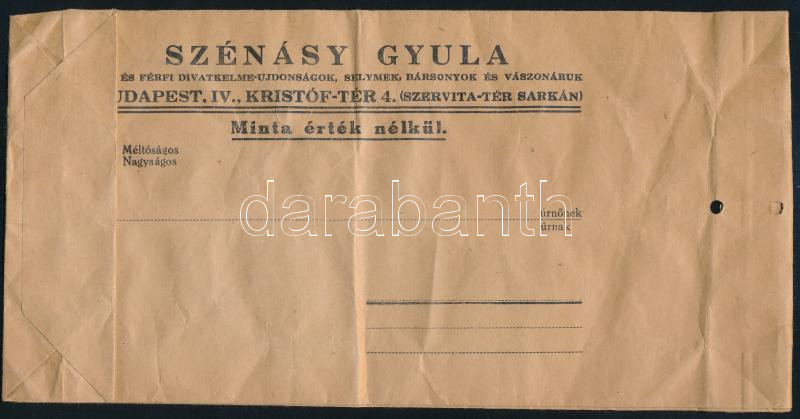 SZÉNÁSY GYULA
ÉS FÉRFI DIVATKELME-UJDONSÁGOK, SELYMEK, BÁRSONYOK ÉS VÁSZONÁRUK
UDAPEST, IV., KRISTÓF-TÉR 4. (SZERVITA-TÉR SARKÁN)
Minta érték nélkül.
Méltóságos
Nagyságos
darabanth
úrnőnek
úrnak